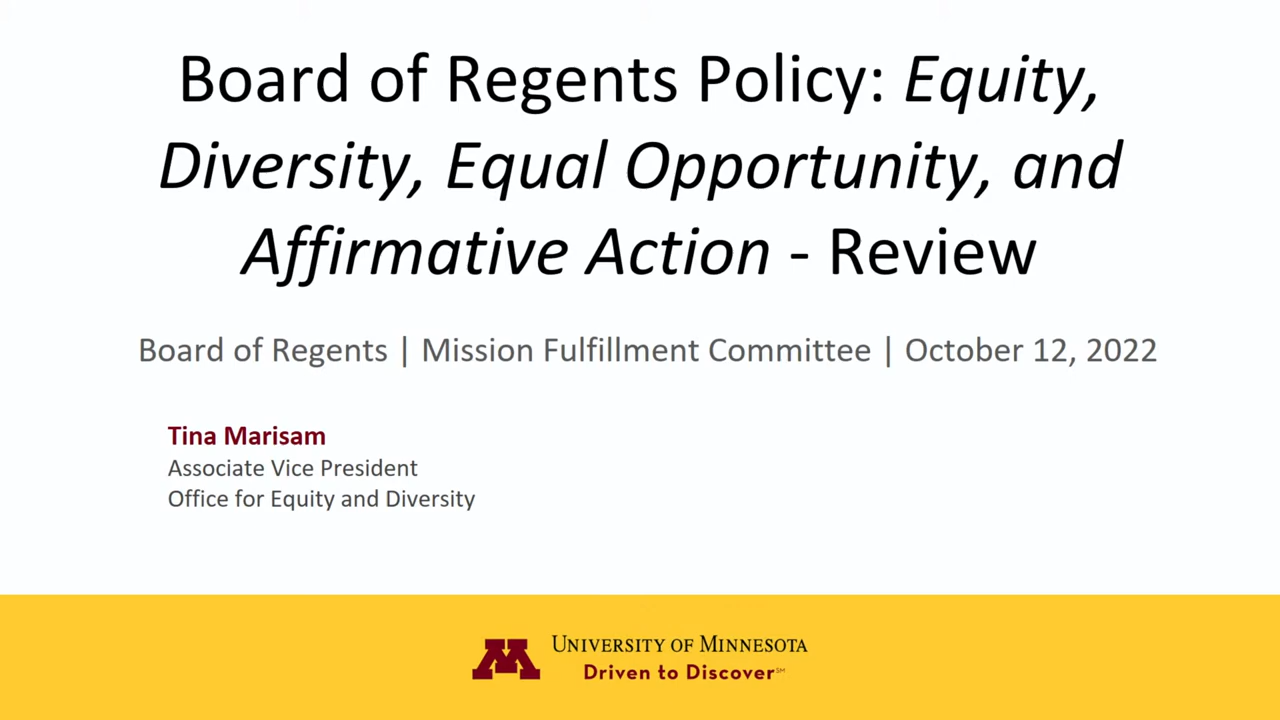 Board of Regents Policy: Equity,
Diversity, Equal Opportunity, and
Affirmative Action - Review
Board of Regents | Mission Fulfillment Committee | October 12, 2022
Tina Marisam
Associate Vice President
Office for Equity and Diversity
M
UNIVERSITY OF MINNESOTA
Driven to Discover℠